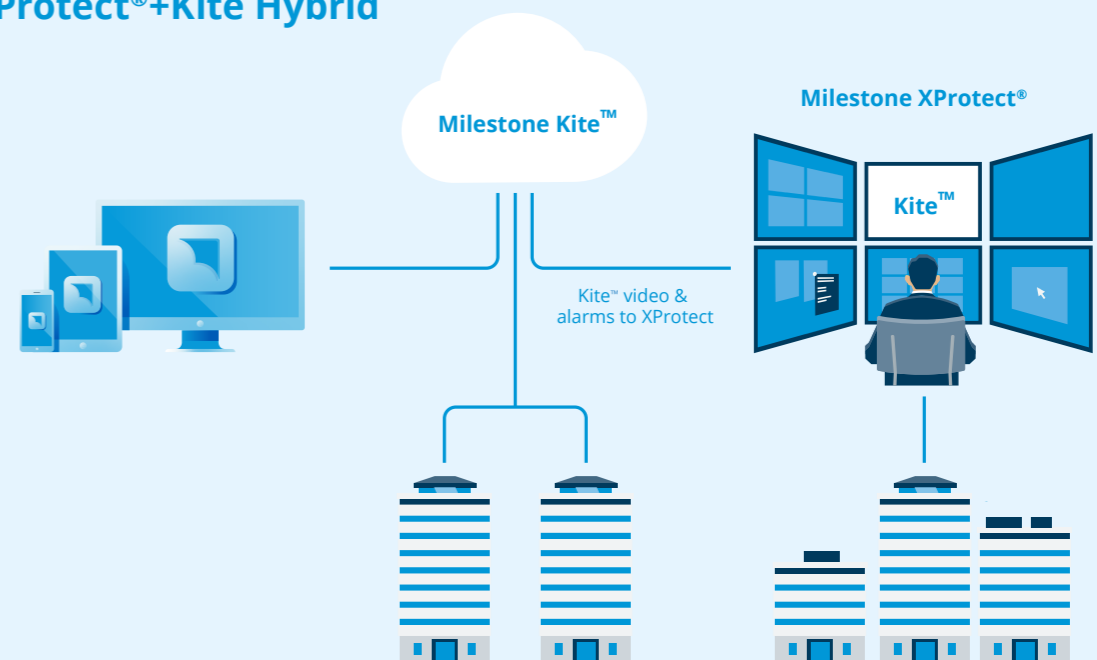 Protect®+Kite Hybrid
Milestone Kite™
Milestone XProtect®
Kite™
Kite™ video &
alarms to XProtect